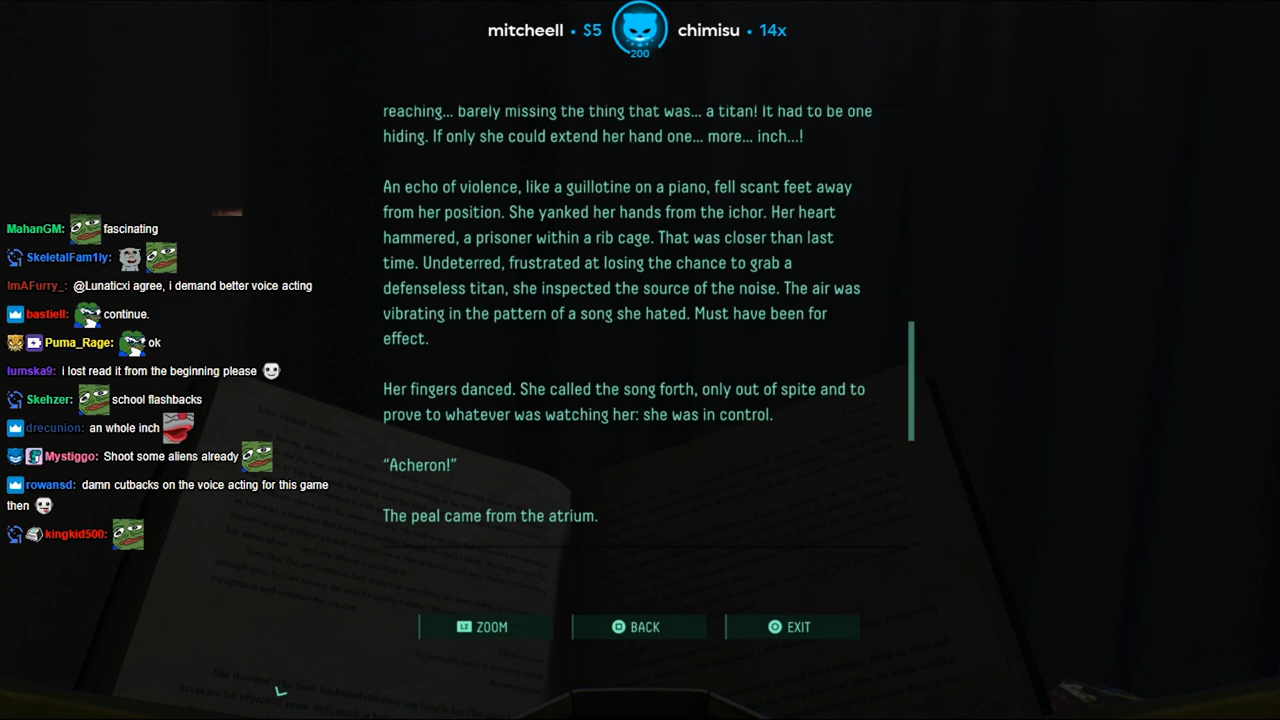 mitcheell • $5
200
chimisu • 14x
reaching... barely missing the thing that was... a titan! It had to be one
hiding. If only she could extend her hand one... more... inch...!
An echo of violence, like a guillotine on a piano, fell scant feet away
from her position. She yanked her hands from the ichor. Her heart
hammered, a prisoner within a rib cage. That was closer than last
time. Undeterred, frustrated at losing the chance to grab a
defenseless titan, she inspected the source of the noise. The air was
vibrating in the pattern of a song she hated. Must have been for
effect.
Her fingers danced. She called the song forth, only out of spite and to
prove to whatever was watching her: she was in control.
“Acheron!”
The peal came from the atrium.
L2 ZOOM
BACK
EXIT
MahanGM: fascinating
SkeletalFam1ly:
ImAFurry_: @Lunaticxi agree, i demand better voice acting
bastiell: continue.
Puma_Rage: ok
lumska9: i lost read it from the beginning please
Skehzer: school flashbacks
drecunion: an whole inch
Mystiggo: Shoot some aliens already
rowansd: damn cutbacks on the voice acting for this game
then
kingkid500: